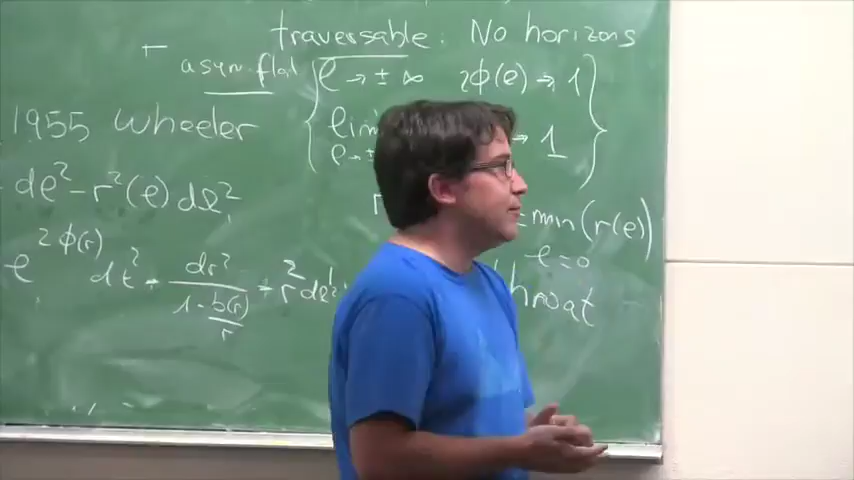 traversable: No horizons
asym. flat
l → ± ∞ 2ϕ(l) → 1
1955 Wheeler
lim
l → ± → 1
dl² - r²(l) dΩ²
= min(r(l))
l = 0
- e^{2ϕ(r)} dt² + dr² / (1 - b(r)/r) + r² dΩ²
throat